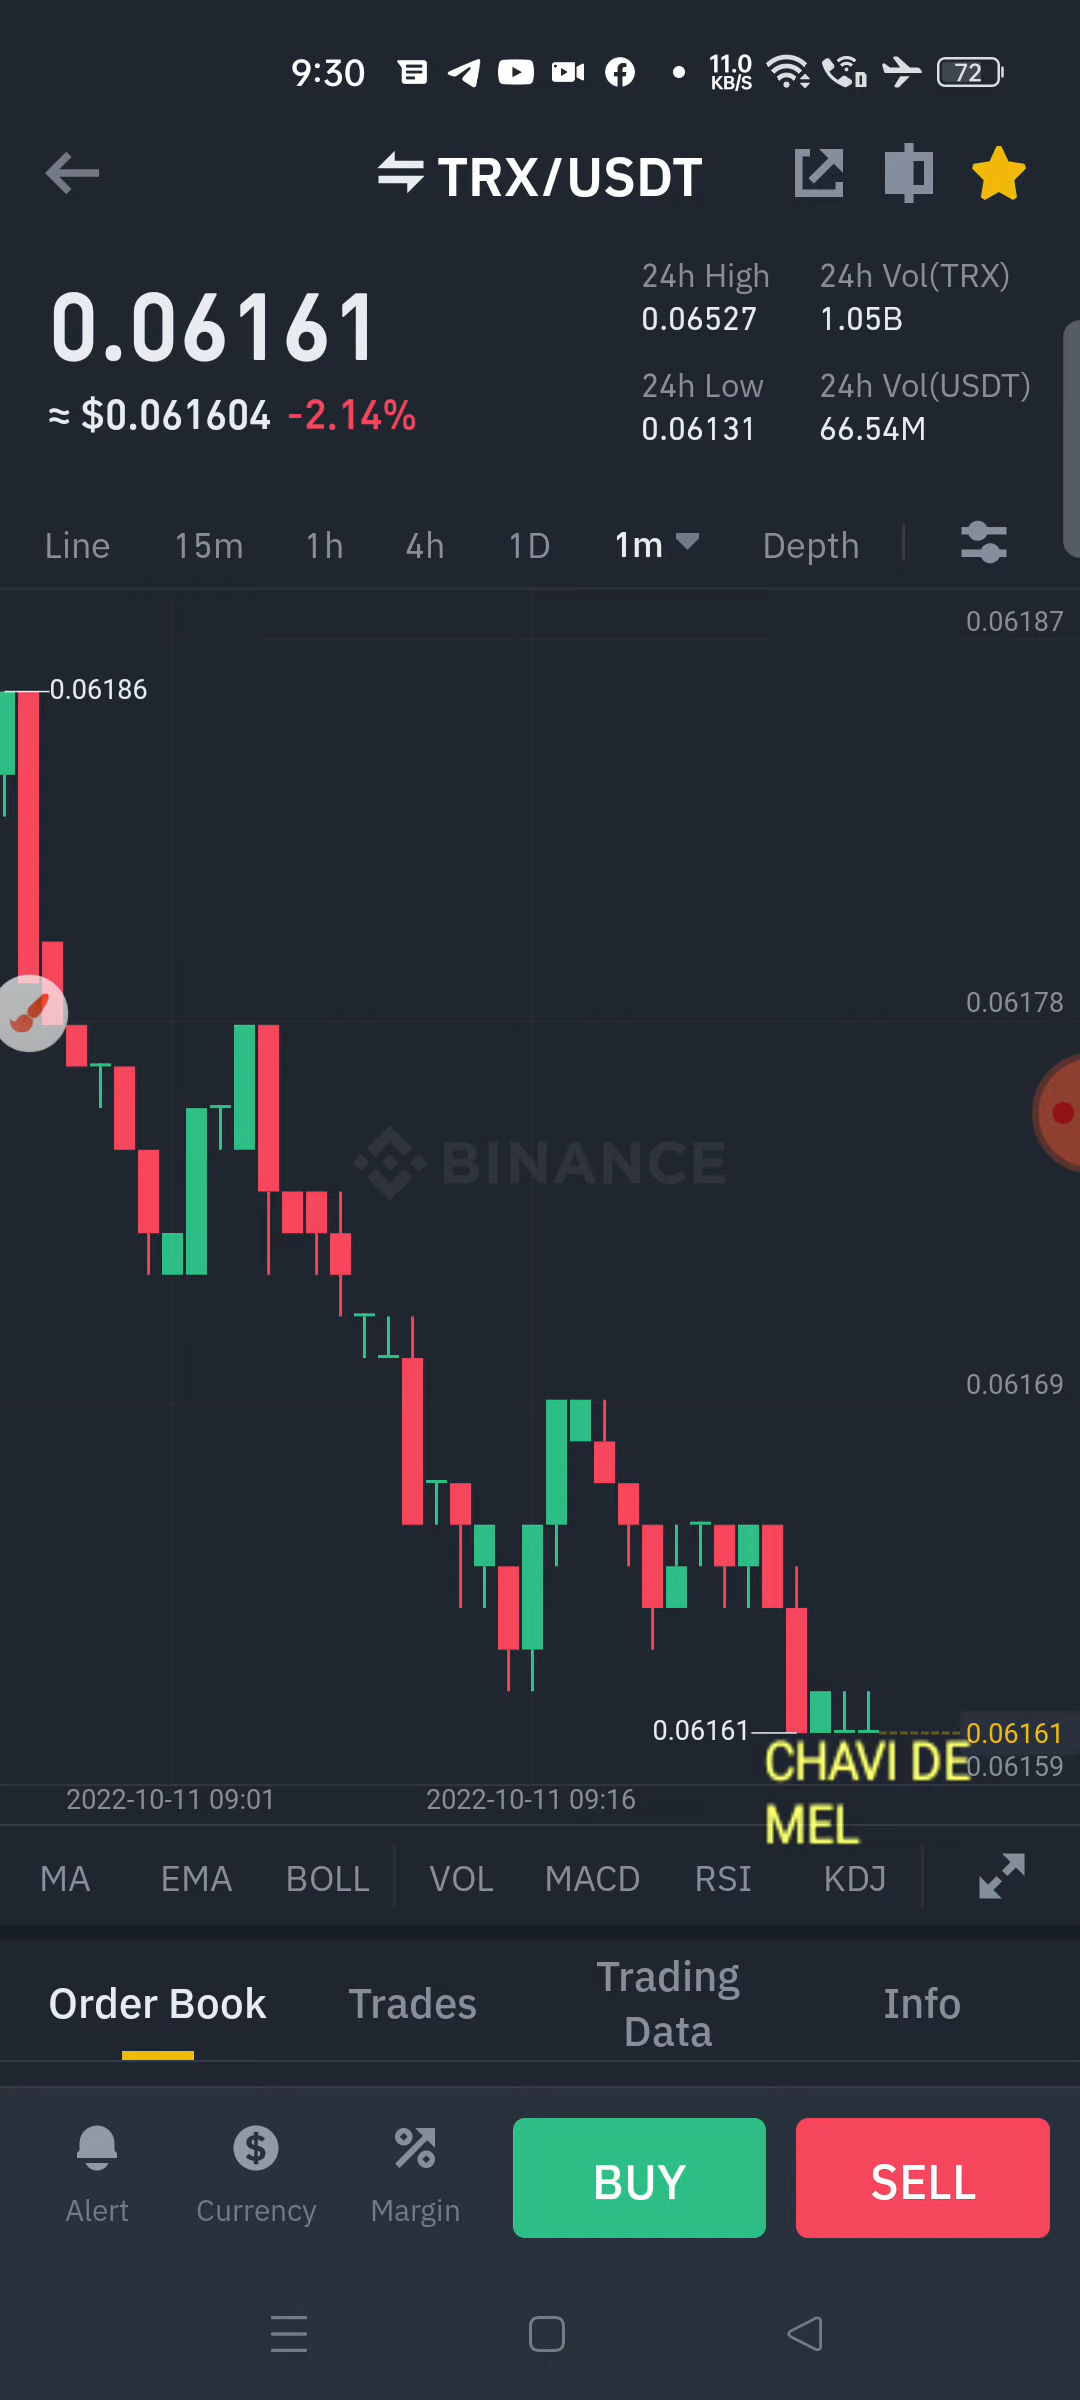 9:30 11.0 KB/S 72
TRX/USDT
0.06161
≈ $0.061604 -2.14%
24h High 24h Vol(TRX)
0.06527 1.05B
24h Low 24h Vol(USDT)
0.06131 66.54M
Line 15m 1h 4h 1D 1m Depth
0.06187
0.06186
0.06178
BINANCE
0.06169
0.06161 0.06161
CHAVI DE 0.06159
MEL
2022-10-11 09:01 2022-10-11 09:16
MA EMA BOLL VOL MACD RSI KDJ
Order Book Trades Trading Data Info
Alert Currency Margin BUY SELL